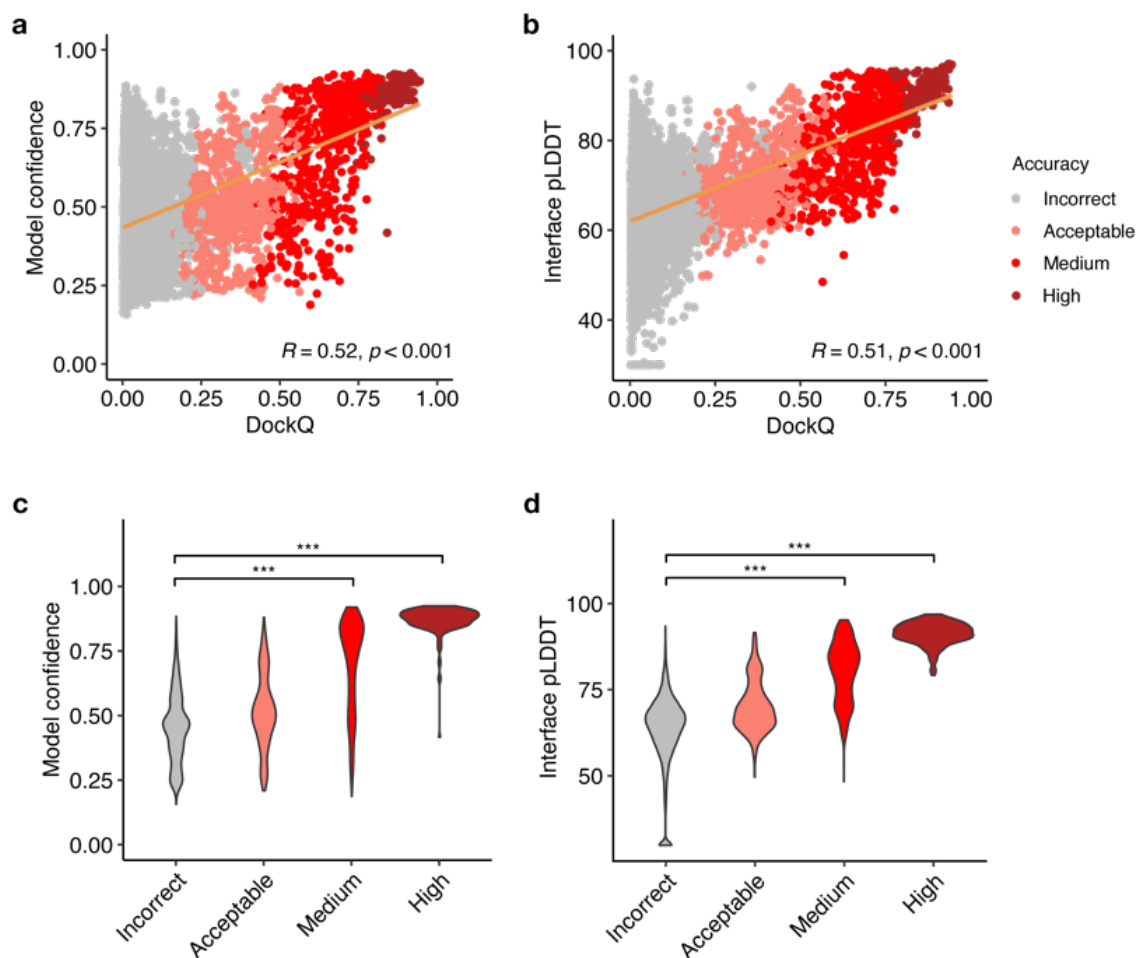 a
1.00
0.75
0.50
0.25
0.00
Model confidence
R = 0.52, p < 0.001
0.00 0.25 0.50 0.75 1.00
DockQ
b
100
80
60
40
Interface pLDDT
R = 0.51, p < 0.001
0.00 0.25 0.50 0.75 1.00
DockQ
Accuracy
Incorrect
Acceptable
Medium
High
c
***
***
1.00
0.75
0.50
0.25
0.00
Model confidence
Incorrect
Acceptable
Medium
High
d
***
***
100
75
50
Interface pLDDT
Incorrect
Acceptable
Medium
High